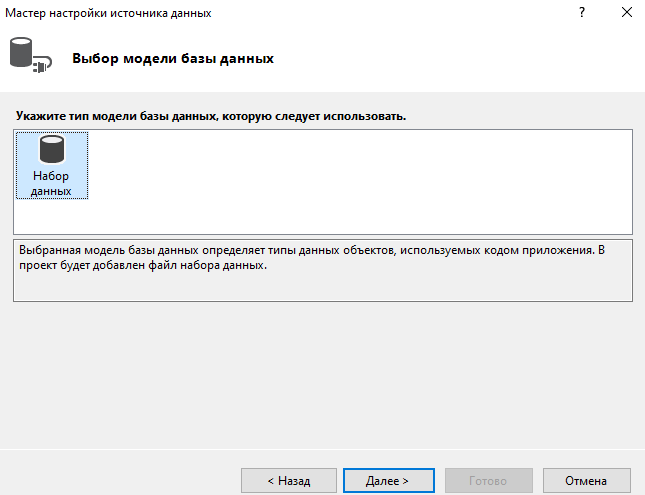 Мастер настройки источника данных
?
Выбор модели базы данных
Укажите тип модели базы данных, которую следует использовать.
Набор
данных
Выбранная модель базы данных определяет типы данных объектов, используемых кодом приложения. В
проект будет добавлен файл набора данных.
< Назад
Далее >
Готово
Отмена